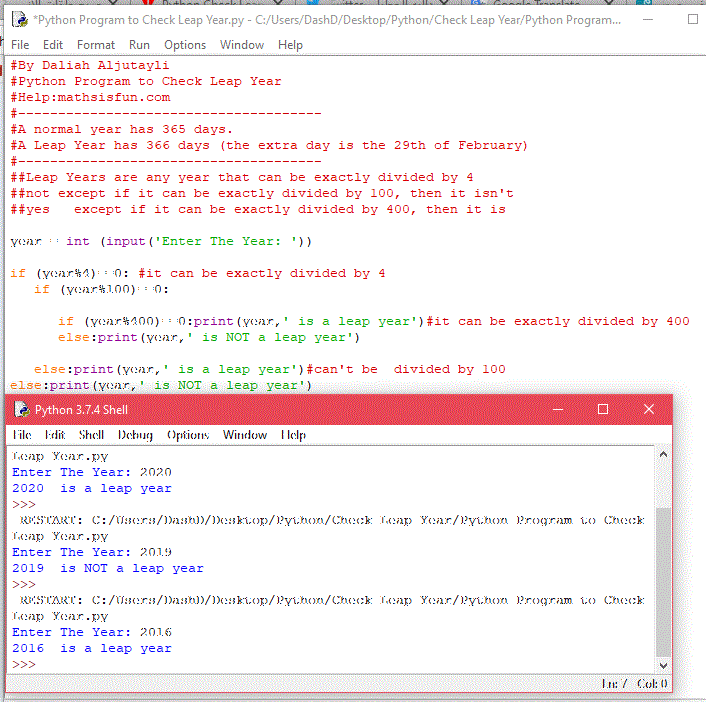 *Python Program to Check Leap Year.py - C:/Users/DashD/Desktop/Python/Check Leap Year/Python Program...
File Edit Format Run Options Window Help
#By Daliah Aljutayli
#Python Program to Check Leap Year
#Help:mathsisfun.com
#--------------------------------------
#A normal year has 365 days.
#A Leap Year has 366 days (the extra day is the 29th of February)
#--------------------------------------
##Leap Years are any year that can be exactly divided by 4
##not except if it can be exactly divided by 100, then it isn't
##yes   except if it can be exactly divided by 400, then it is
year = int (input('Enter The Year: '))
if (year%4)==0: #it can be exactly divided by 4
if (year%100)==0:
if (year%400)==0:print(year,' is a leap year')#it can be exactly divided by 400
else:print(year,' is NOT a leap year')
else:print(year,' is a leap year')#can't be  divided by 100
else:print(year,' is NOT a leap year')
Python 3.7.4 Shell
File Edit Shell Debug Options Window Help
Leap Year.py
Enter The Year: 2020
2020  is a leap year
>>>
RESTART: C:/Users/DashD/Desktop/Python/Check Leap Year/Python Program to Check
Leap Year.py
Enter The Year: 2019
2019  is NOT a leap year
>>>
RESTART: C:/Users/DashD/Desktop/Python/Check Leap Year/Python Program to Check
Leap Year.py
Enter The Year: 2016
2016  is a leap year
>>>
Ln: 7 Col: 0